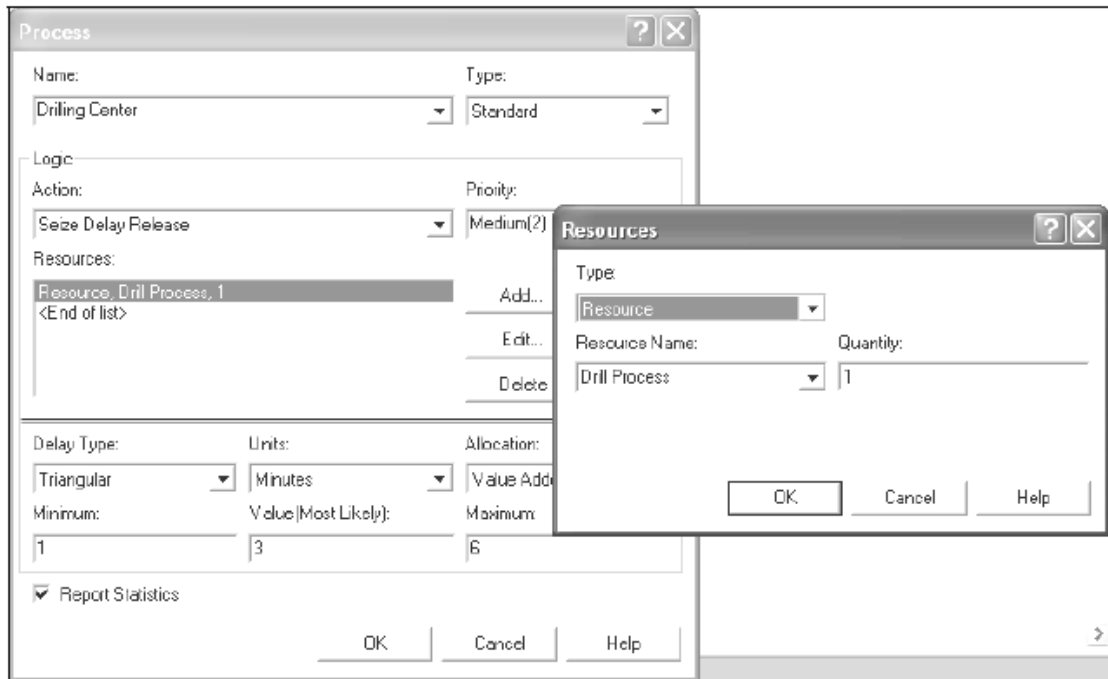 Process
Name:
Type:
Drilling Center
Standard
Logic
Action:
Priority:
Seize Delay Release
Medium(2)
Resources:
Resource, Drill Process, 1
<End of list>
Add...
Edit...
Delete
Delay Type:
Units:
Allocation:
Triangular
Minutes
Value Adde
Minimum:
Value(Most Likely):
Maximum:
1
3
6
Report Statistics
OK
Cancel
Help
Resources
Type:
Resource
Resource Name:
Quantity:
Drill Process
1
OK
Cancel
Help